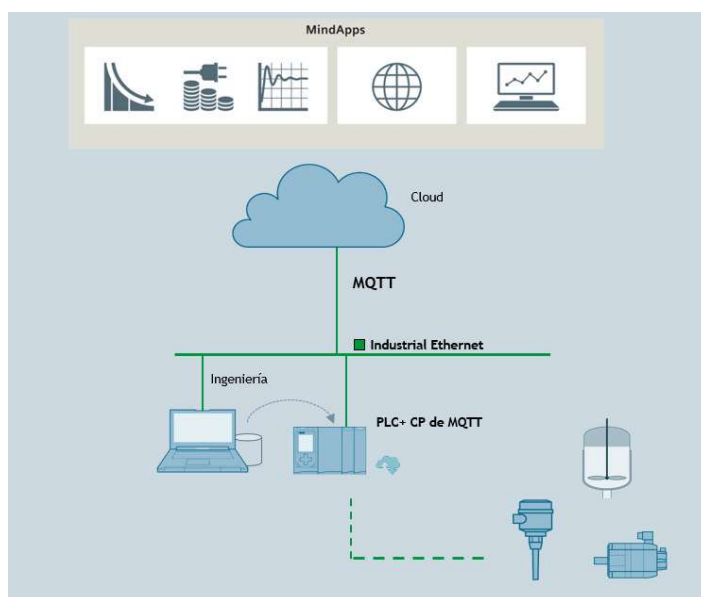 MindApps
Cloud
MQTT
Industrial Ethernet
Ingeniería
PLC+ CP de MQTT